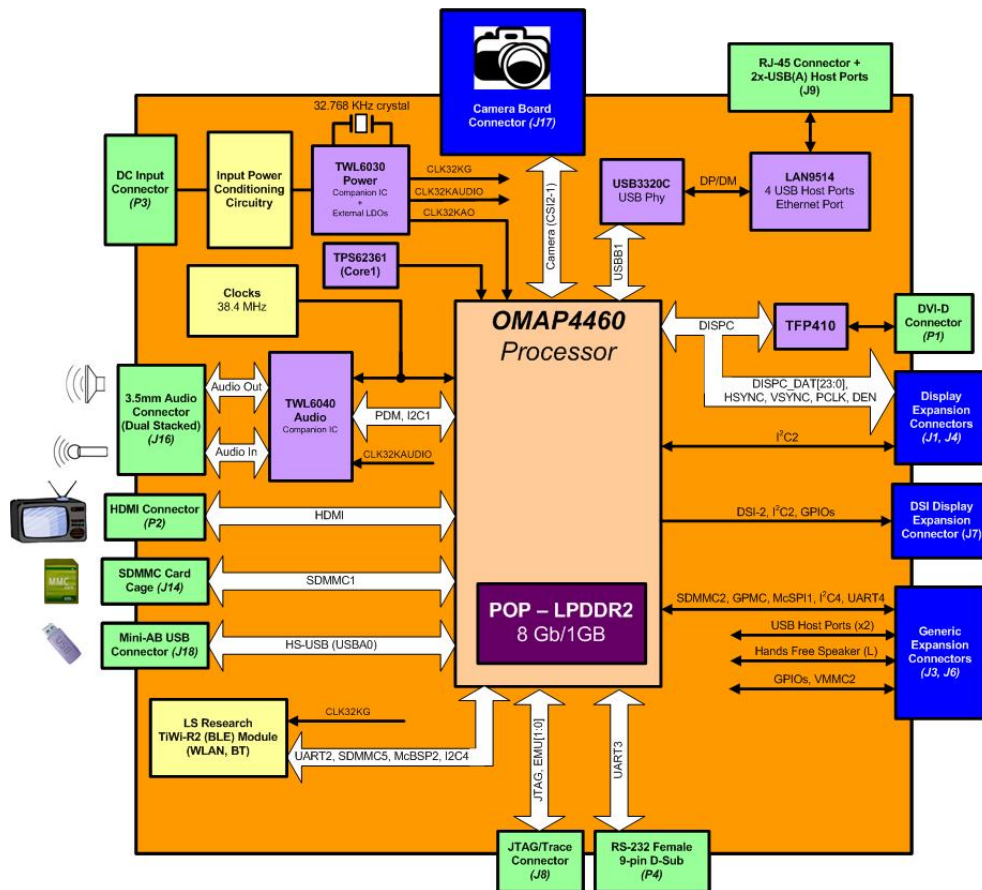 Camera Board
Connector (J17)
RJ-45 Connector +
2x-USB(A) Host Ports
(J9)
32.768 KHz crystal
DC Input
Connector
(P3)
Input Power
Conditioning
Circuitry
TWL6030
Power
Companion IC
+
External LDOs
CLK32KG
CLK32KAUDIO
CLK32KAO
Camera (CSI2-1)
USB3320C
USB Phy
DP/DM
LAN9514
4 USB Host Ports
Ethernet Port
USBB1
TPS62361
(Core1)
Clocks
38.4 MHz
OMAP4460
Processor
DISPC
TFP410
DVI-D
Connector
(P1)
DISPC_DAT[23:0],
HSYNC, VSYNC, PCLK, DEN
Display
Expansion
Connectors
(J1, J4)
I²C2
3.5mm Audio
Connector
(Dual Stacked)
(J16)
Audio Out
Audio In
TWL6040
Audio
Companion IC
PDM, I2C1
CLK32KAUDIO
HDMI Connector
(P2)
HDMI
DSI-2, I²C2, GPIOs
DSI Display
Expansion
Connector (J7)
MMC
SDMMC Card
Cage (J14)
SDMMC1
POP – LPDDR2
8 Gb/1GB
SDMMC2, GPMC, McSPI1, I²C4, UART4
USB Host Ports (x2)
Hands Free Speaker (L)
GPIOs, VMMC2
Generic
Expansion
Connectors
(J3, J6)
USB
Mini-AB USB
Connector (J18)
HS-USB (USBA0)
LS Research
TiWi-R2 (BLE) Module
(WLAN, BT)
CLK32KG
UART2, SDMMC5, McBSP2, I2C4
JTAG, EMU[1:0]
UART3
JTAG/Trace
Connector
(J8)
RS-232 Female
9-pin D-Sub
(P4)